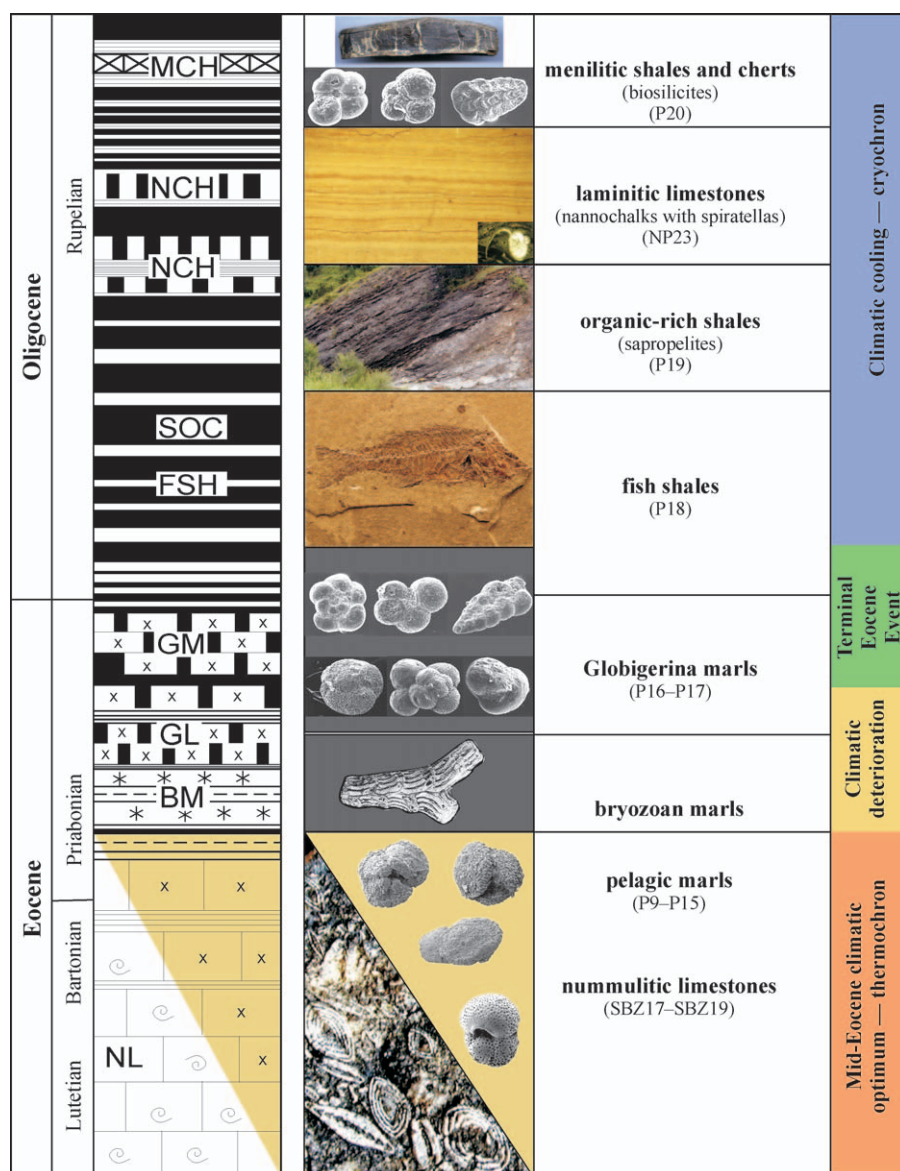 Oligocene
Eocene
Rupelian
Priabonian
Bartonian
Lutetian
MCH
NCH
NCH
SOC
FSH
x x
GM
x x
x x
x x
GL
x x x
x x x
BM
x x
x x
x
NL
x
menilitic shales and cherts
(biosilicites)
(P20)
laminitic limestones
(nannochalks with spiratellas)
(NP23)
organic-rich shales
(sapropelites)
(P19)
fish shales
(P18)
Globigerina marls
(P16–P17)
bryozoan marls
pelagic marls
(P9–P15)
nummulitic limestones
(SBZ17–SBZ19)
Climatic cooling — cryochron
Terminal
Eocene
Event
Climatic
deterioration
Mid-Eocene climatic
optimum — thermochron